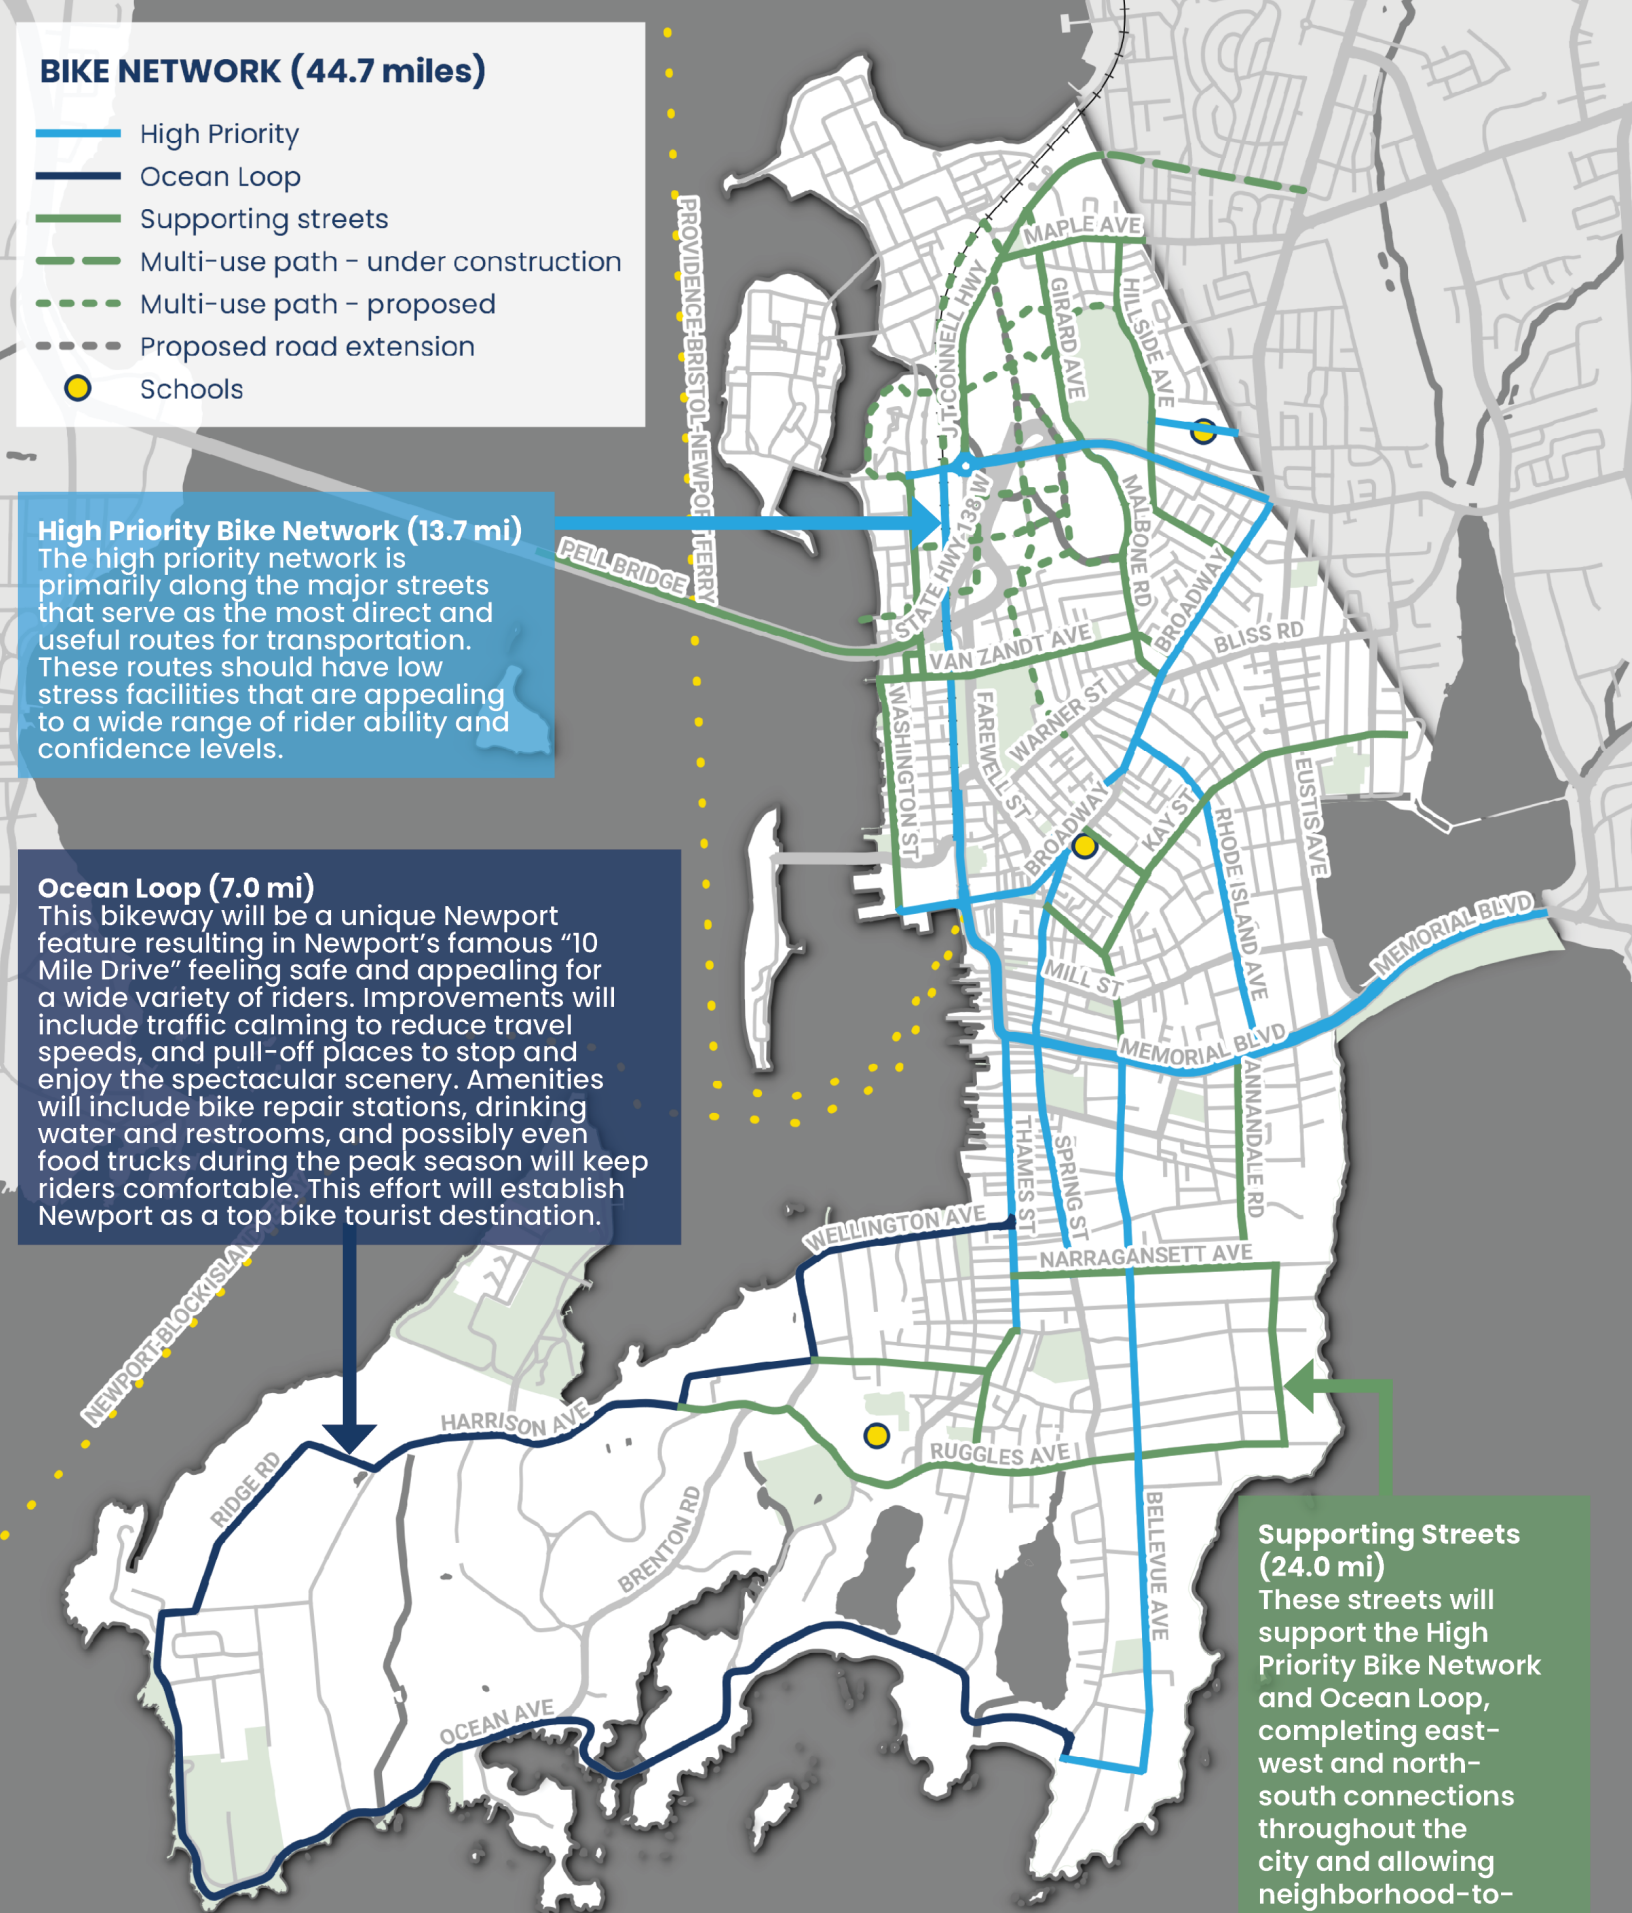 BIKE NETWORK (44.7 miles)
High Priority
Ocean Loop
Supporting streets
Multi-use path - under construction
Multi-use path - proposed
Proposed road extension
Schools
High Priority Bike Network (13.7 mi)
The high priority network is
primarily along the major streets
that serve as the most direct and
useful routes for transportation.
These routes should have low
stress facilities that are appealing
to a wide range of rider ability and
confidence levels.
Ocean Loop (7.0 mi)
This bikeway will be a unique Newport
feature resulting in Newport's famous “10
Mile Drive” feeling safe and appealing for
a wide variety of riders. Improvements will
include traffic calming to reduce travel
speeds, and pull-off places to stop and
enjoy the spectacular scenery. Amenities
will include bike repair stations, drinking
water and restrooms, and possibly even
food trucks during the peak season will keep
riders comfortable. This effort will establish
Newport as a top bike tourist destination.
Supporting Streets
(24.0 mi)
These streets will
support the High
Priority Bike Network
and Ocean Loop,
completing east-
west and north-
south connections
throughout the
city and allowing
neighborhood-to-
PROVIDENCE-BRISTOL-NEWPORT FERRY
PELL BRIDGE
MAPLE AVE
J T CONNELL HWY
GIRARD AVE
HILLSIDE AVE
STATE HWY 138 W
MALBONE RD
BROADWAY
BLISS RD
VAN ZANDT AVE
WASHINGTON ST
FAREWELL ST
WARNER ST
BROADWAY
KAY ST
EUSTIS AVE
RHODE ISLAND AVE
MEMORIAL BLVD
MILL ST
MEMORIAL BLVD
ANNANDALE RD
THAMES ST
SPRING ST
WELLINGTON AVE
NARRAGANSETT AVE
NEWPORT-BLOCK ISLAND
HARRISON AVE
RIDGE RD
RUGGLES AVE
BRENTON RD
BELLEVUE AVE
OCEAN AVE